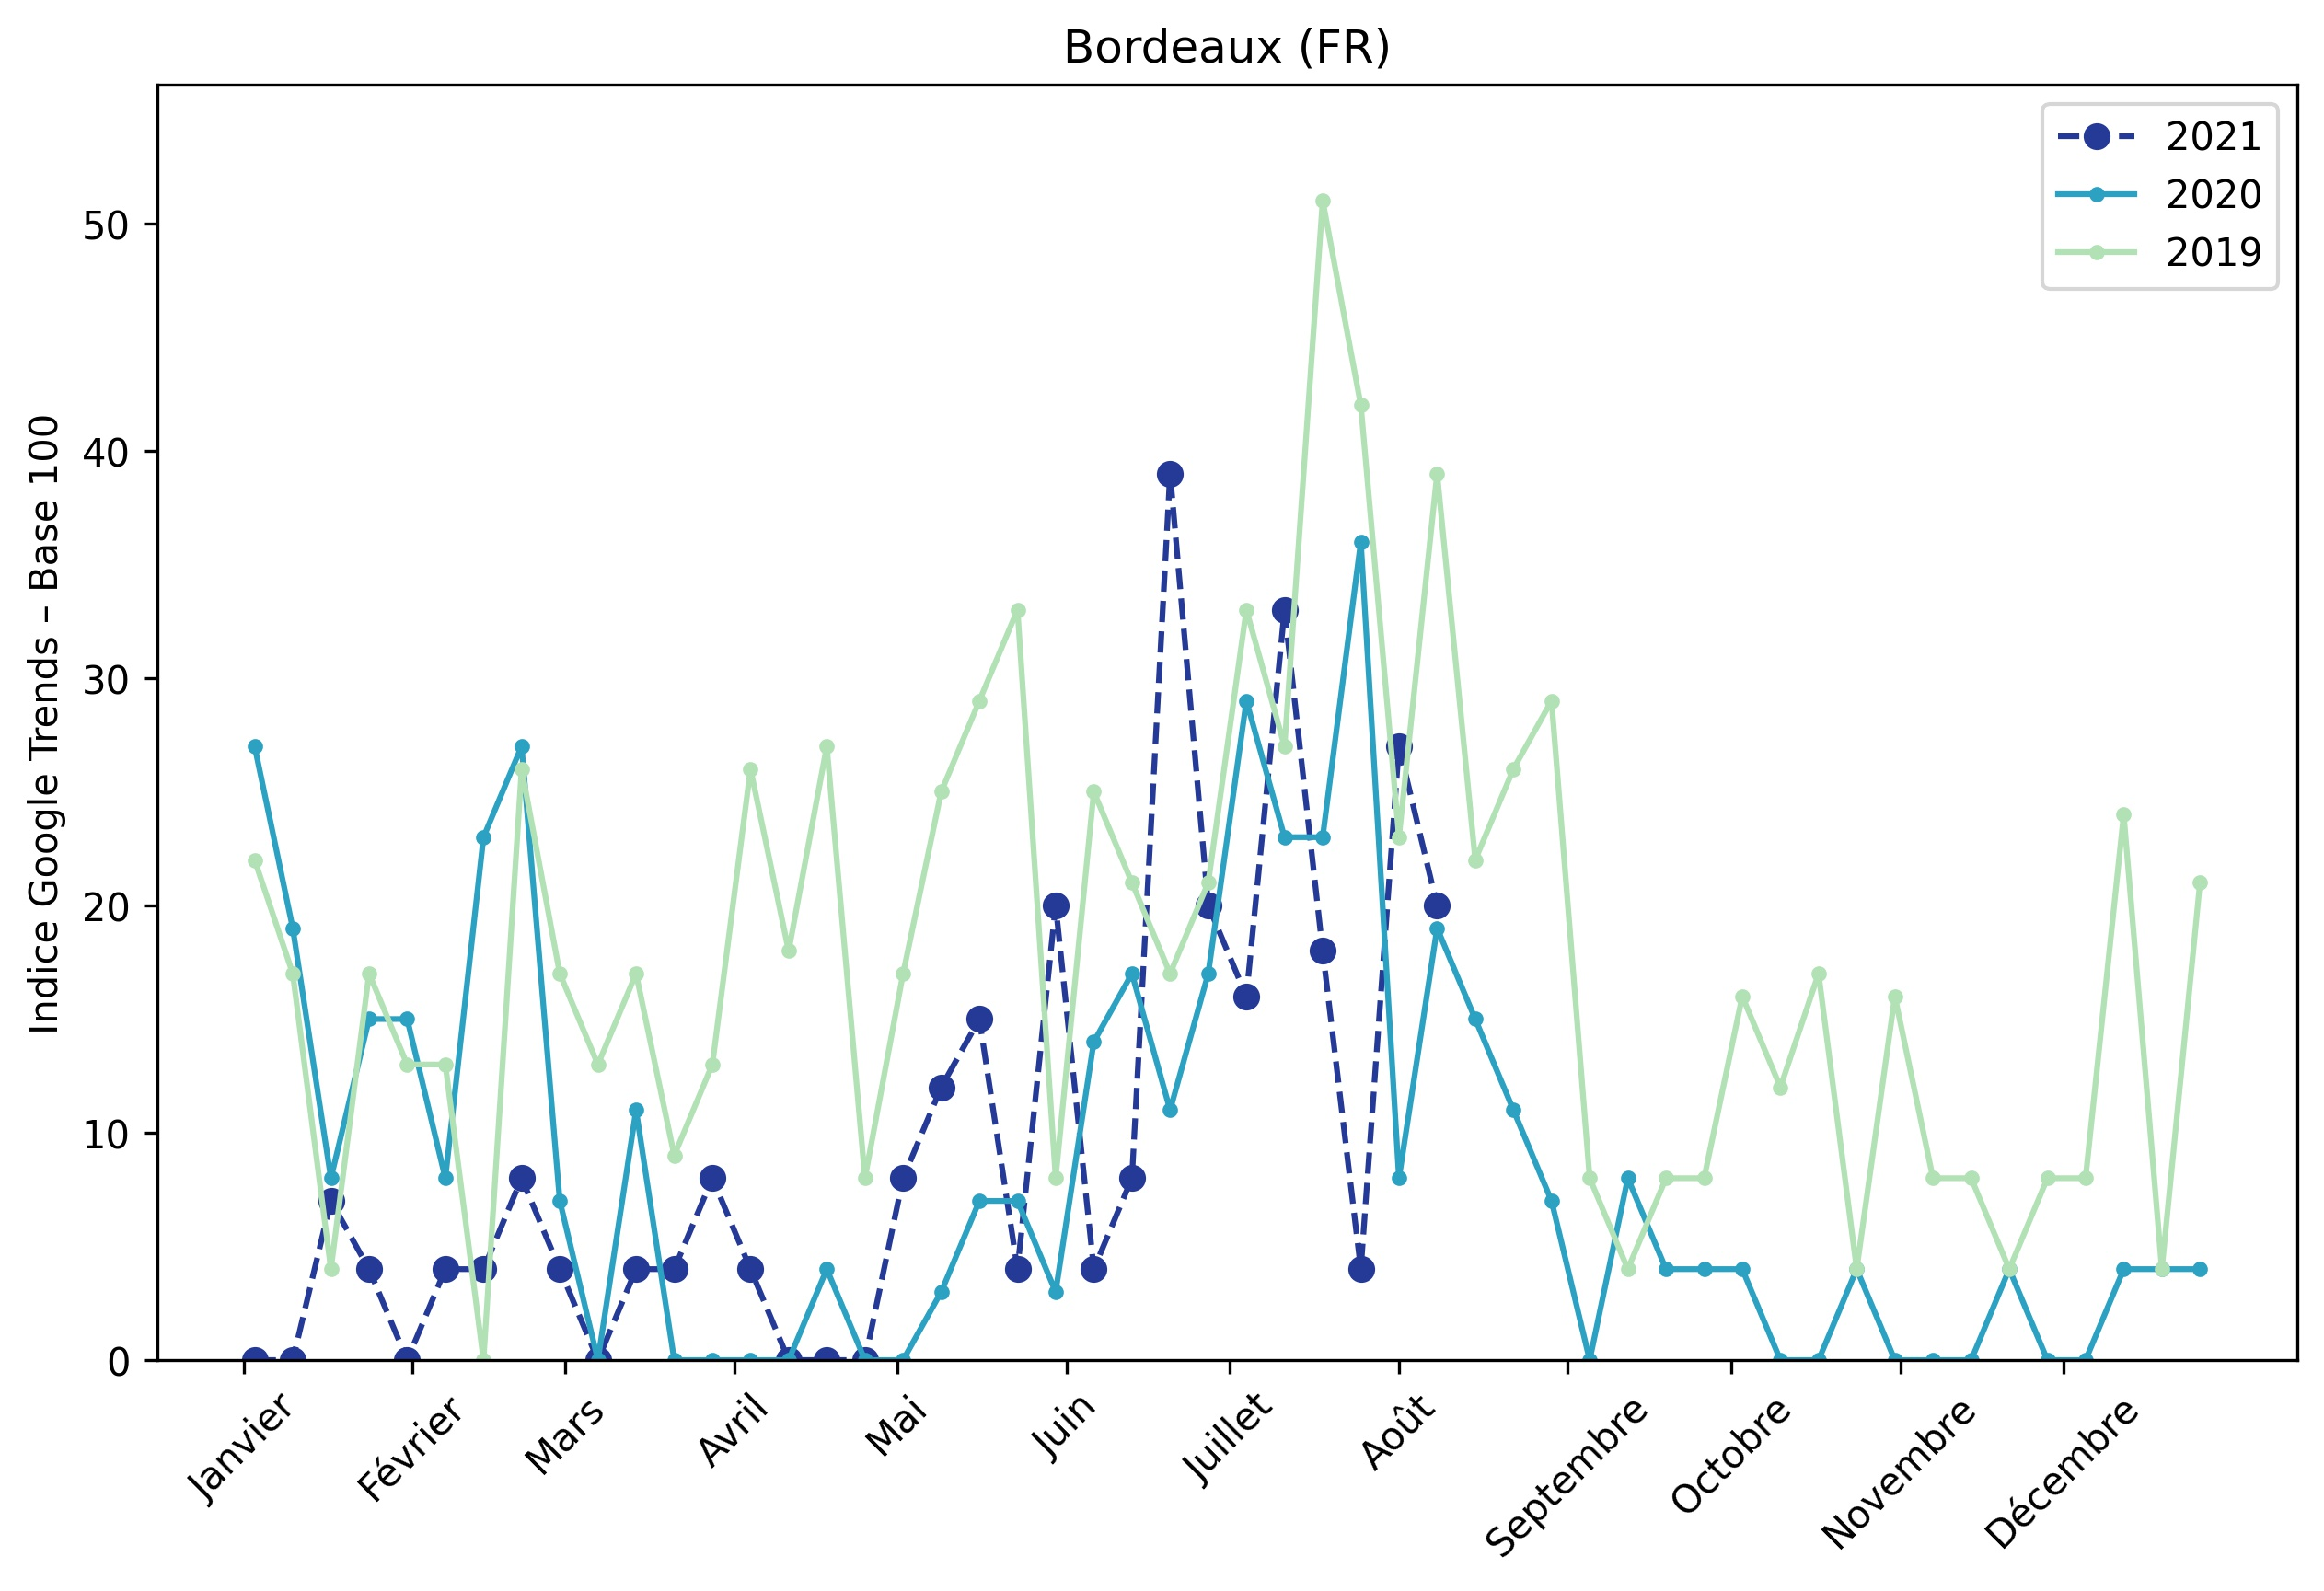 Bordeaux (FR)
2021
2020
2019
Indice Google Trends – Base 100
50
40
30
20
10
0
Janvier
Février
Mars
Avril
Mai
Juin
Juillet
Août
Septembre
Octobre
Novembre
Décembre